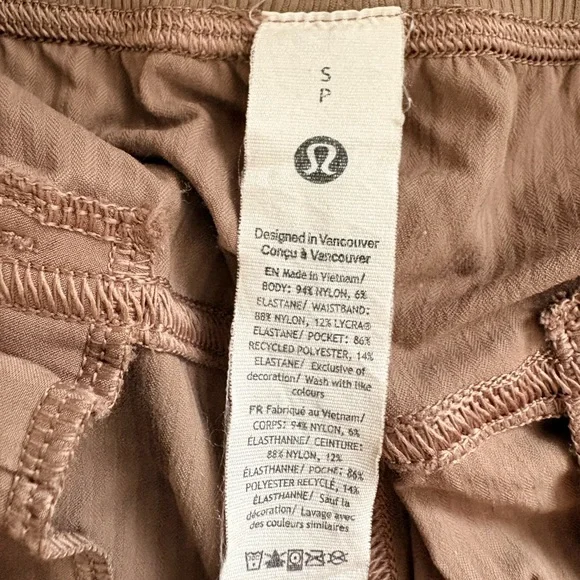 S
P
Designed in Vancouver
Conçu à Vancouver
EN Made in Vietnam/
BODY: 94% NYLON, 6%
ELASTANE/ WAISTBAND:
88% NYLON, 12% LYCRA®
ELASTANE/ POCKET: 86%
RECYCLED POLYESTER, 14%
ELASTANE/ Exclusive of
decoration/ Wash with like
colours
FR Fabriqué au Vietnam/
CORPS: 94% NYLON, 6%
ÉLASTHANNE/ CEINTURE:
88% NYLON, 12%
ÉLASTHANNE/ POCHE: 86%
POLYESTER RECYCLÉ, 14%
ÉLASTHANNE/ Sauf la
décoration/ Lavage avec
des couleurs similaires